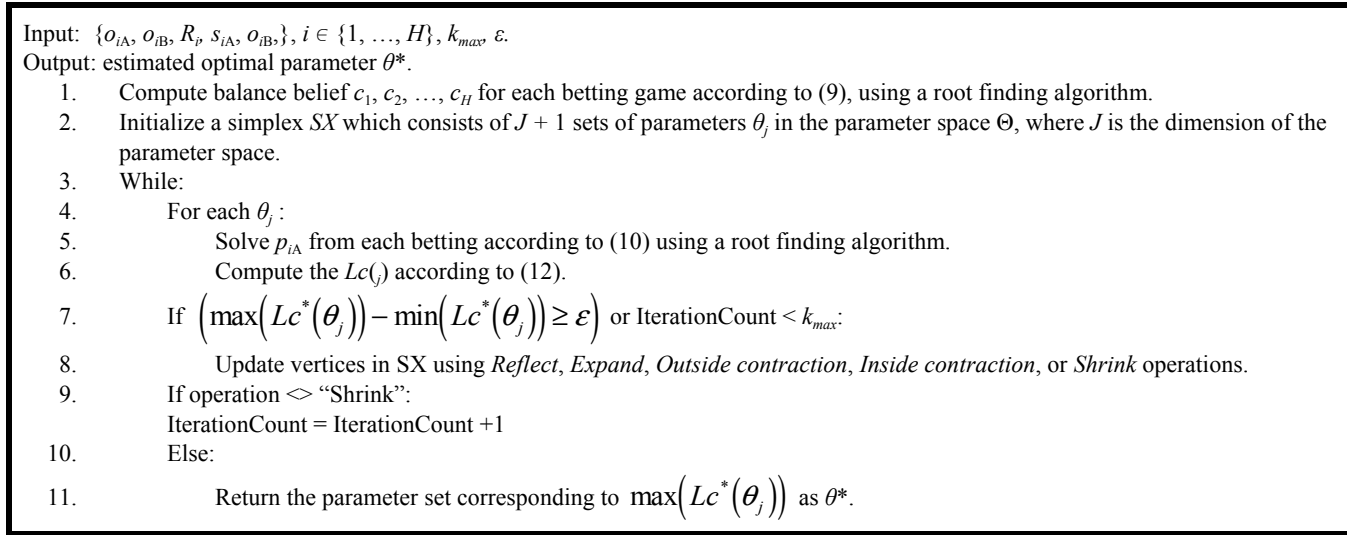 Input: {o_iA, o_iB, R_i, s_iA, o_iB,}, i ∈ {1, …, H}, k_max, ε.
Output: estimated optimal parameter θ*.
1. Compute balance belief c_1, c_2, …, c_H for each betting game according to (9), using a root finding algorithm.
2. Initialize a simplex SX which consists of J + 1 sets of parameters θ_j in the parameter space Θ, where J is the dimension of the
parameter space.
3. While:
4. For each θ_j :
5. Solve p_iA from each betting according to (10) using a root finding algorithm.
6. Compute the Lc(_j) according to (12).
7. If (max(Lc*(θ_j)) − min(Lc*(θ_j)) ≥ ε) or IterationCount < k_max:
8. Update vertices in SX using Reflect, Expand, Outside contraction, Inside contraction, or Shrink operations.
9. If operation <> “Shrink”:
IterationCount = IterationCount +1
10. Else:
11. Return the parameter set corresponding to max(Lc*(θ_j)) as θ*.